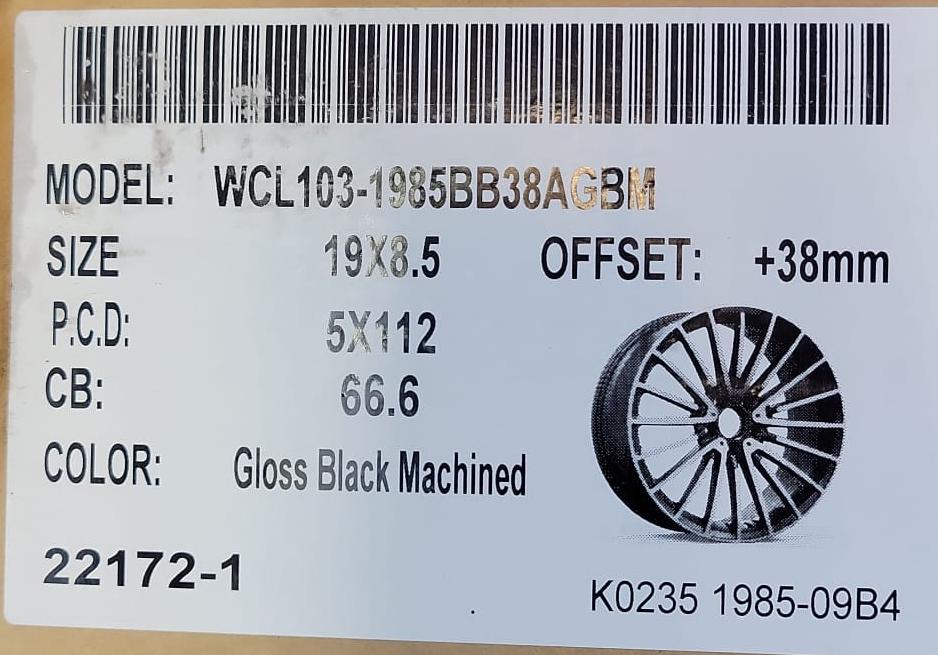 MODEL: WCL103-1985BB38AGBM
SIZE 19X8.5 OFFSET: +38mm
P.C.D: 5X112
CB: 66.6
COLOR: Gloss Black Machined
22172-1
K0235 1985-09B4